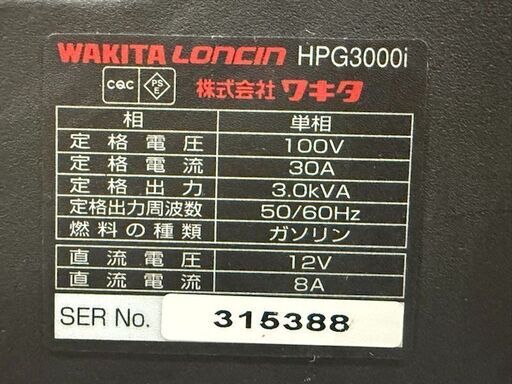 WAKITA LONCIN HPG3000i
CQC PSE 株式会社 ワキタ
相 単相
定格電圧 100V
定格電流 30A
定格出力 3.0kVA
定格出力周波数 50/60Hz
燃料の種類 ガソリン
直流電圧 12V
直流電流 8A
SER No. 315388